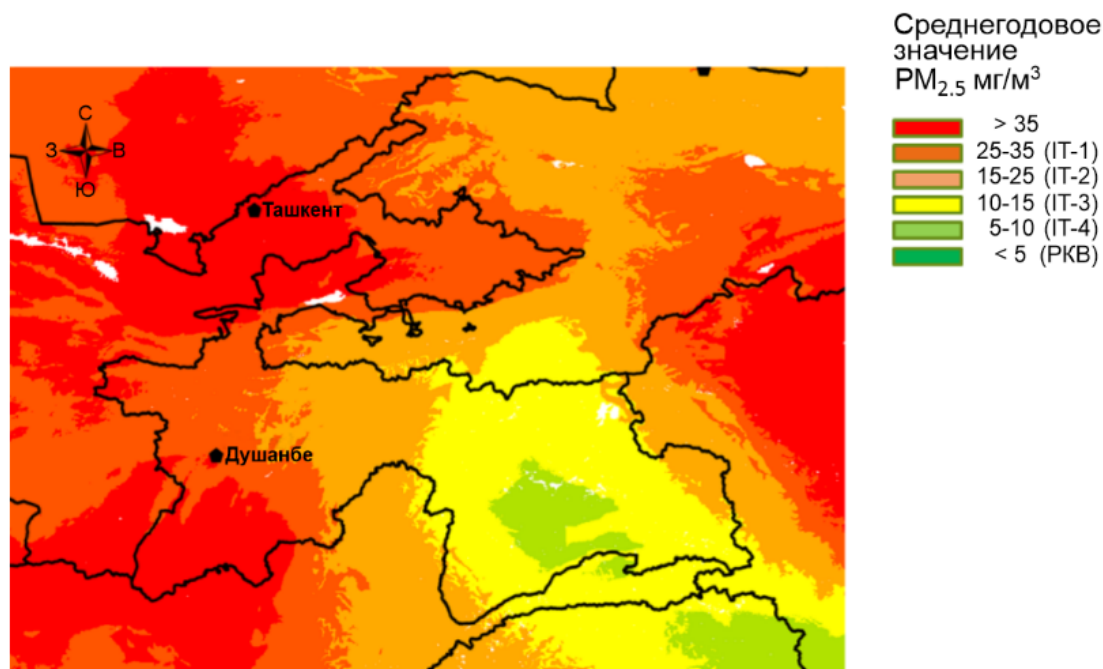 Среднегодовое
значение
PM2.5 мг/м³
> 35
25-35 (IT-1)
15-25 (IT-2)
10-15 (IT-3)
5-10 (IT-4)
< 5 (РКВ)
С
З В
Ю
Ташкент
Душанбе